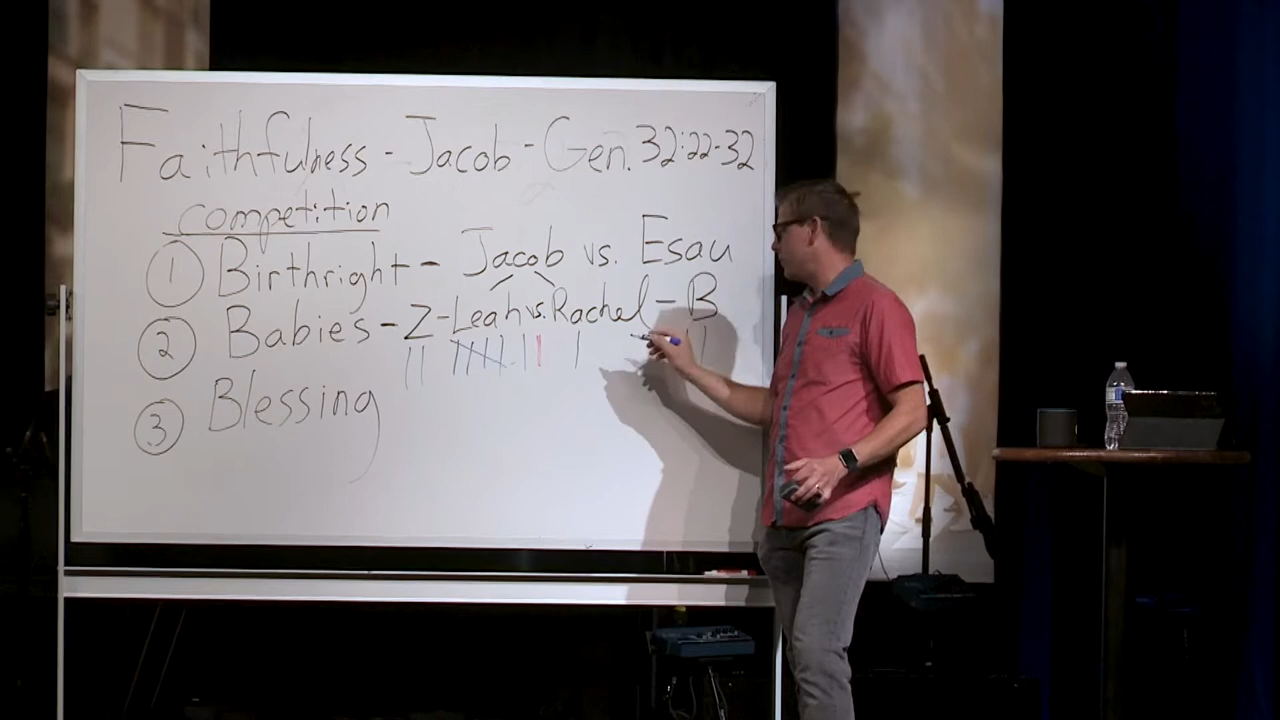 Faithfulness - Jacob - Gen. 32:22-32
competition
1 Birthright - Jacob vs. Esau
2 Babies - Z - Leah vs. Rachel - B
3 Blessing